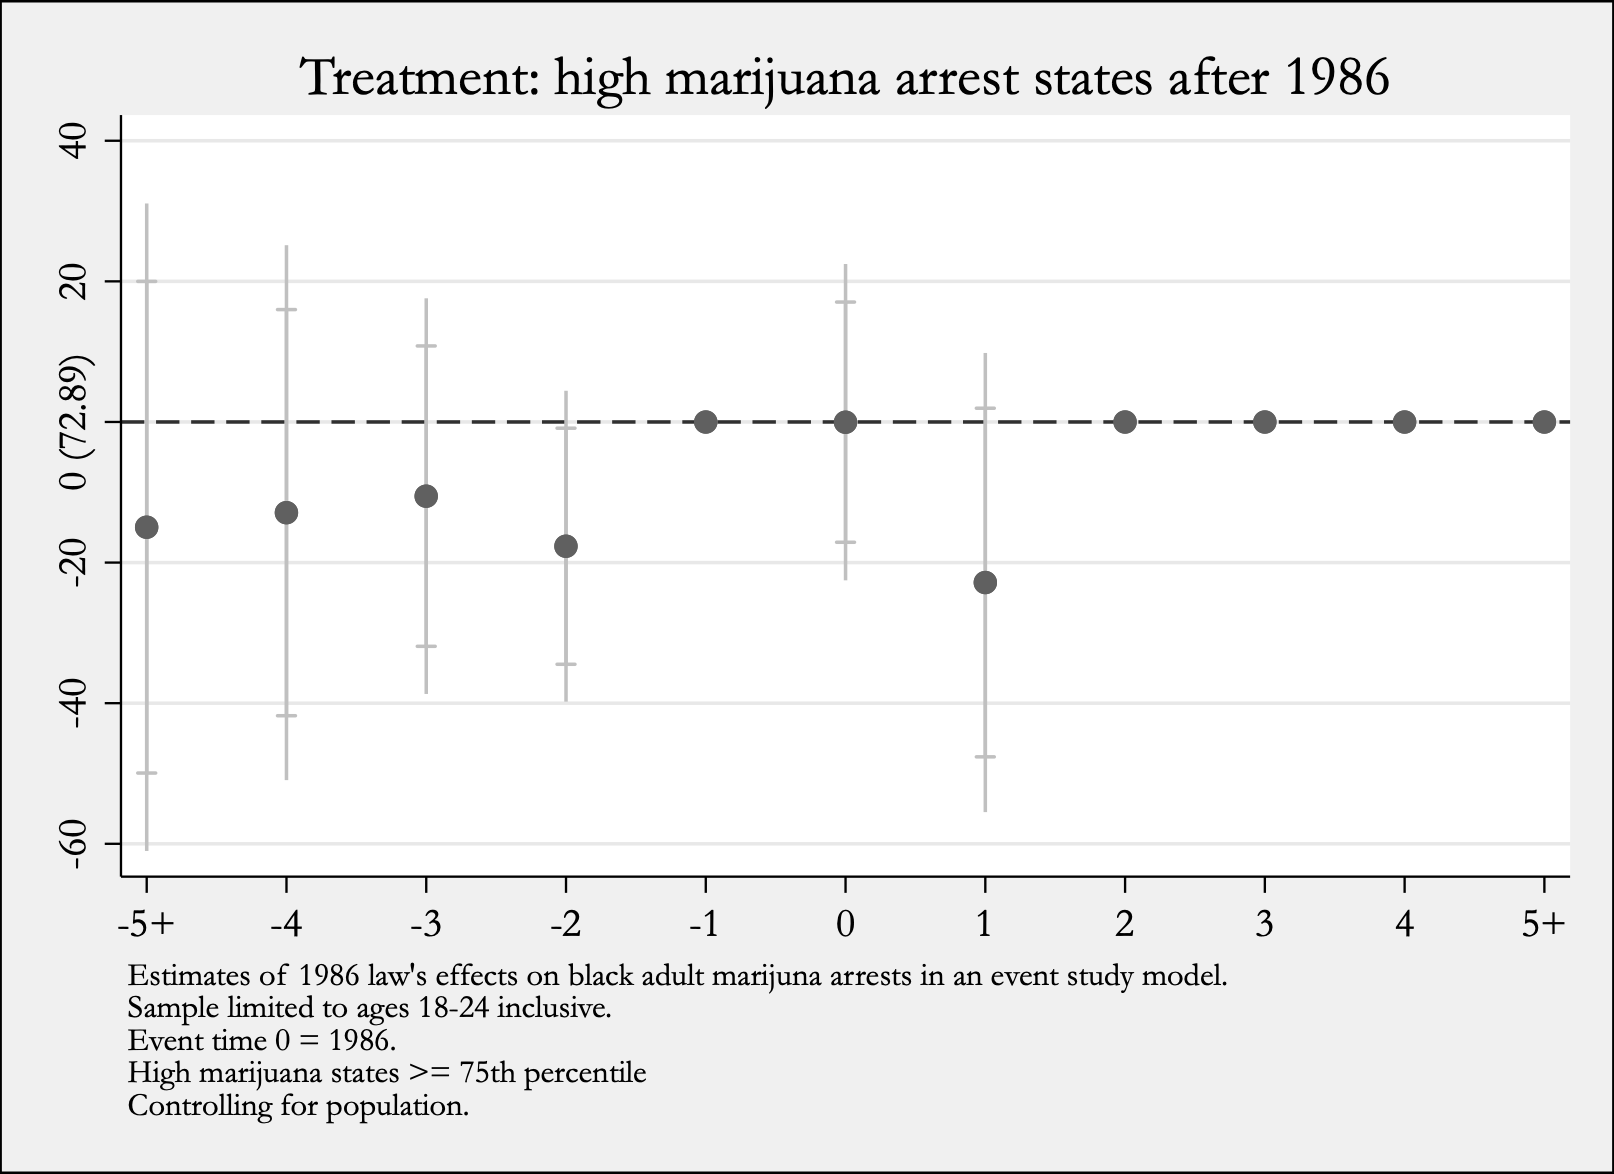 Treatment: high marijuana arrest states after 1986
40
20
0 (72.89)
-20
-40
-60
-5+ -4 -3 -2 -1 0 1 2 3 4 5+
Estimates of 1986 law's effects on black adult marijuna arrests in an event study model.
Sample limited to ages 18-24 inclusive.
Event time 0 = 1986.
High marijuana states >= 75th percentile
Controlling for population.